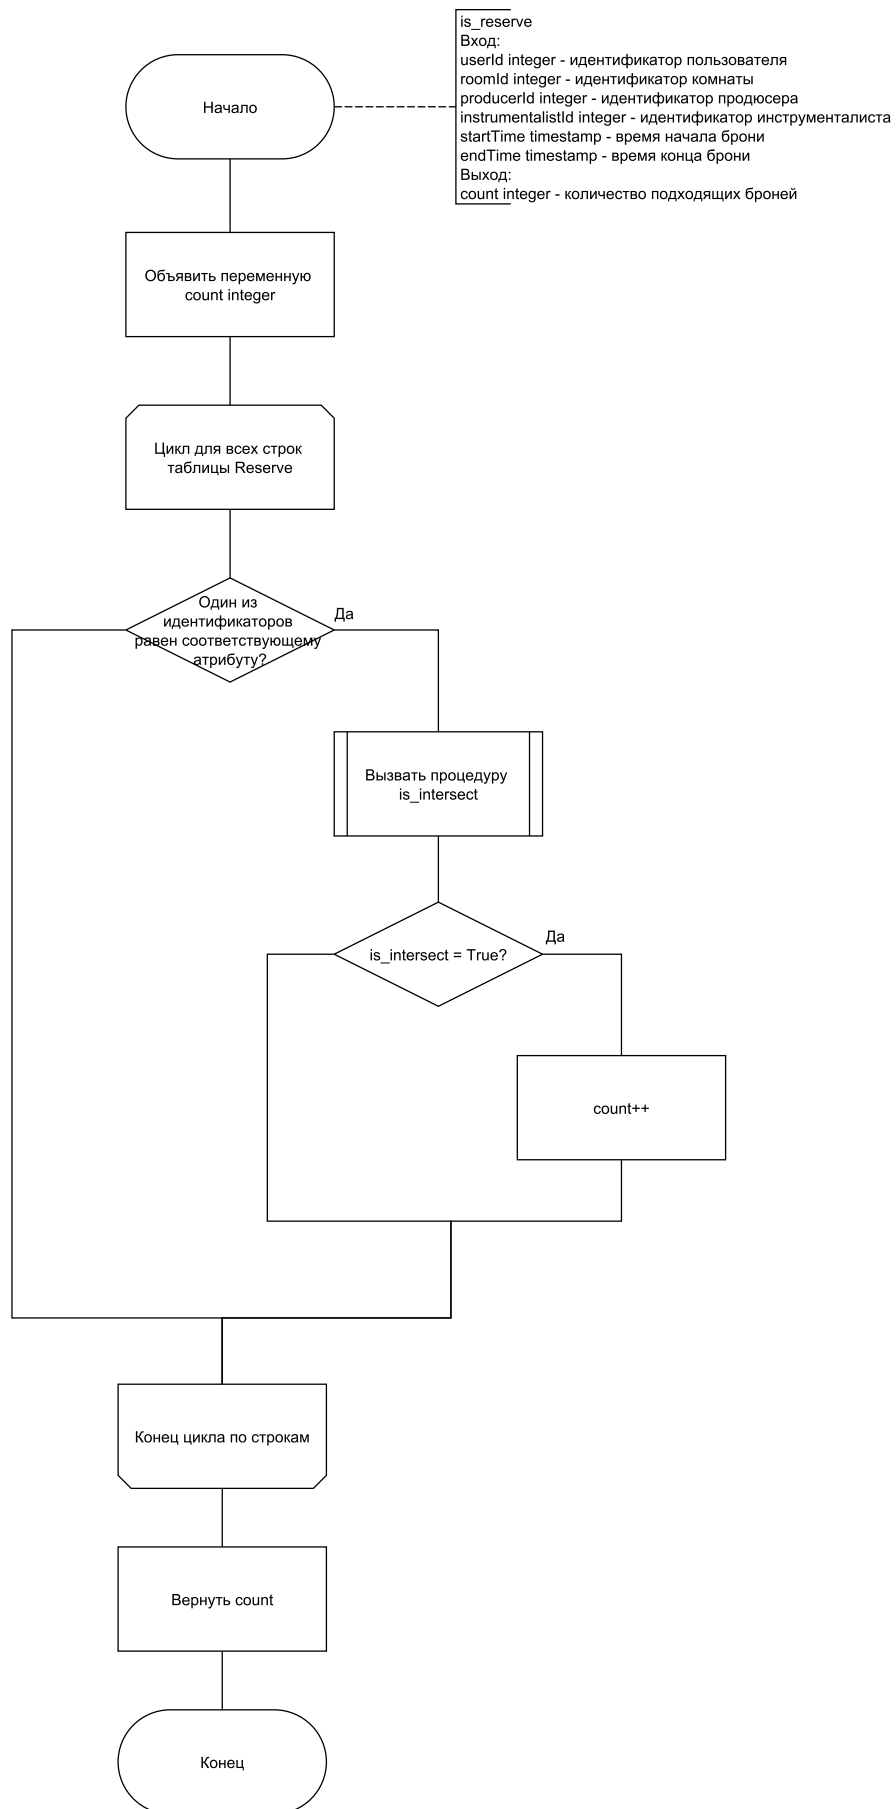 is_reserve
Вход:
userId integer - идентификатор пользователя
roomId integer - идентификатор комнаты
producerId integer - идентификатор продюсера
instrumentalistId integer - идентификатор инструменталиста
startTime timestamp - время начала брони
endTime timestamp - время конца брони
Выход:
count integer - количество подходящих броней
Начало
Объявить переменную
count integer
Цикл для всех строк
таблицы Reserve
Один из
идентификаторов
равен соответствующему
атрибуту?
Да
Вызвать процедуру
is_intersect
is_intersect = True?
Да
count++
Конец цикла по строкам
Вернуть count
Конец